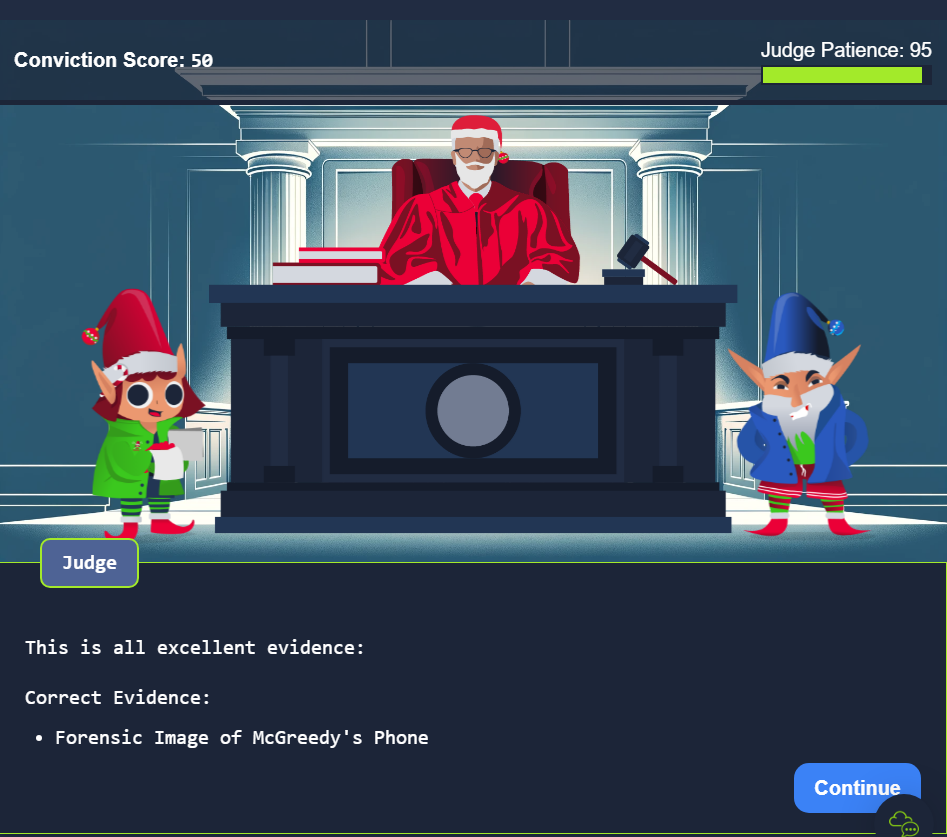 Conviction Score: 50
Judge Patience: 95
Judge
This is all excellent evidence:
Correct Evidence:
• Forensic Image of McGreedy's Phone
Continue